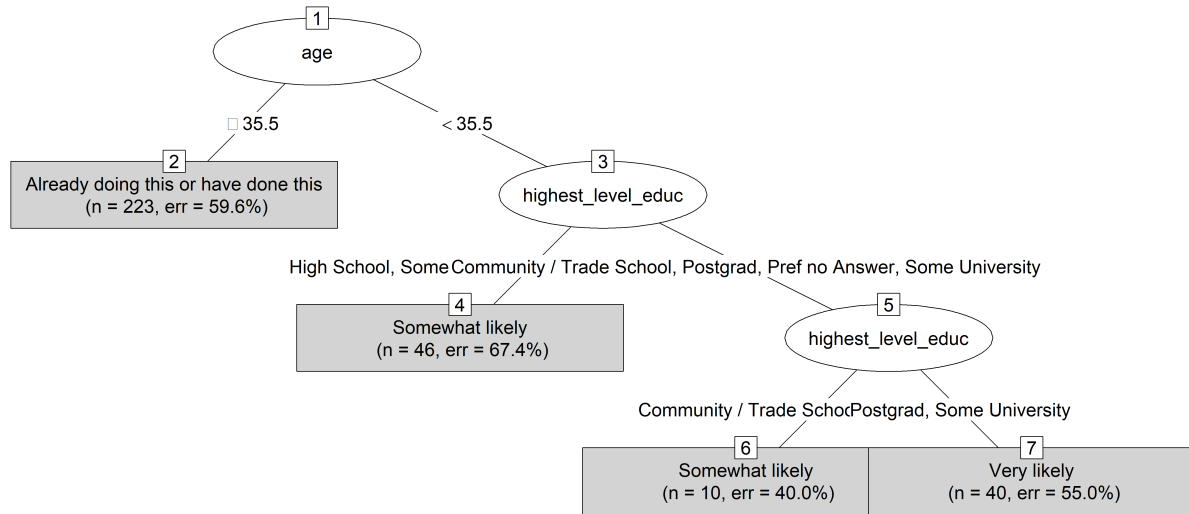 1
age
□ 35.5
< 35.5
2
Already doing this or have done this
(n = 223, err = 59.6%)
3
highest_level_educ
High School, Some
Community / Trade School, Postgrad, Pref no Answer, Some University
4
Somewhat likely
(n = 46, err = 67.4%)
5
highest_level_educ
Community / Trade Schoo
Postgrad, Some University
6
Somewhat likely
(n = 10, err = 40.0%)
7
Very likely
(n = 40, err = 55.0%)